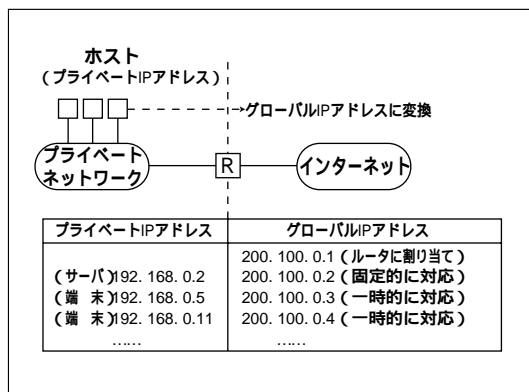 ホスト
(プライベートIPアドレス)
グローバルIPアドレスに変換
プライベート
ネットワーク
R
インターネット
プライベートIPアドレス グローバルIPアドレス
200. 100. 0.1(ルータに割り当て)
(サーバ)192. 168. 0.2 200. 100. 0.2(固定的に対応)
(端 末)192. 168. 0.5 200. 100. 0.3(一時的に対応)
(端 末)192. 168. 0.11 200. 100. 0.4(一時的に対応)
…… ……